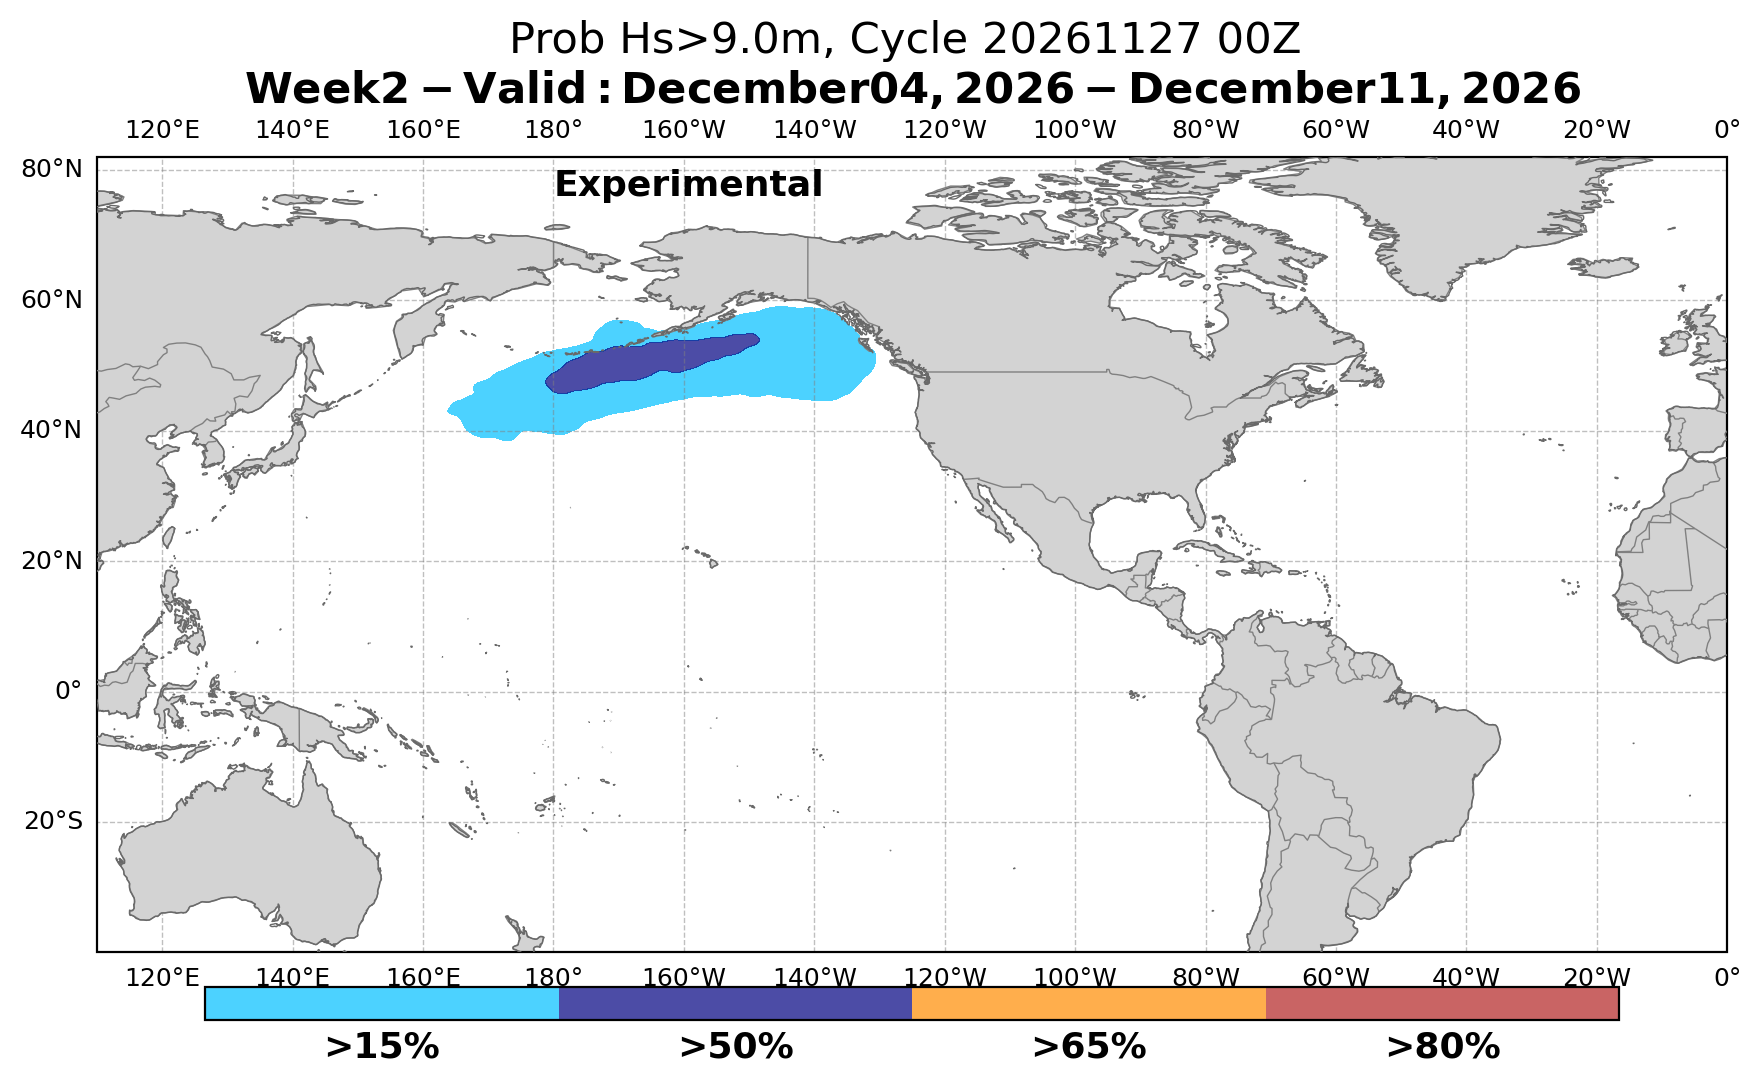 Prob Hs>9.0m, Cycle 20261127 00Z
Week2 − Valid : December04, 2026 − December11, 2026
120°E 140°E 160°E 180° 160°W 140°W 120°W 100°W 80°W 60°W 40°W 20°W 0°
80°N
Experimental
60°N
40°N
20°N
0°
20°S
120°E 140°E 160°E 180° 160°W 140°W 120°W 100°W 80°W 60°W 40°W 20°W 0°
>15% >50% >65% >80%